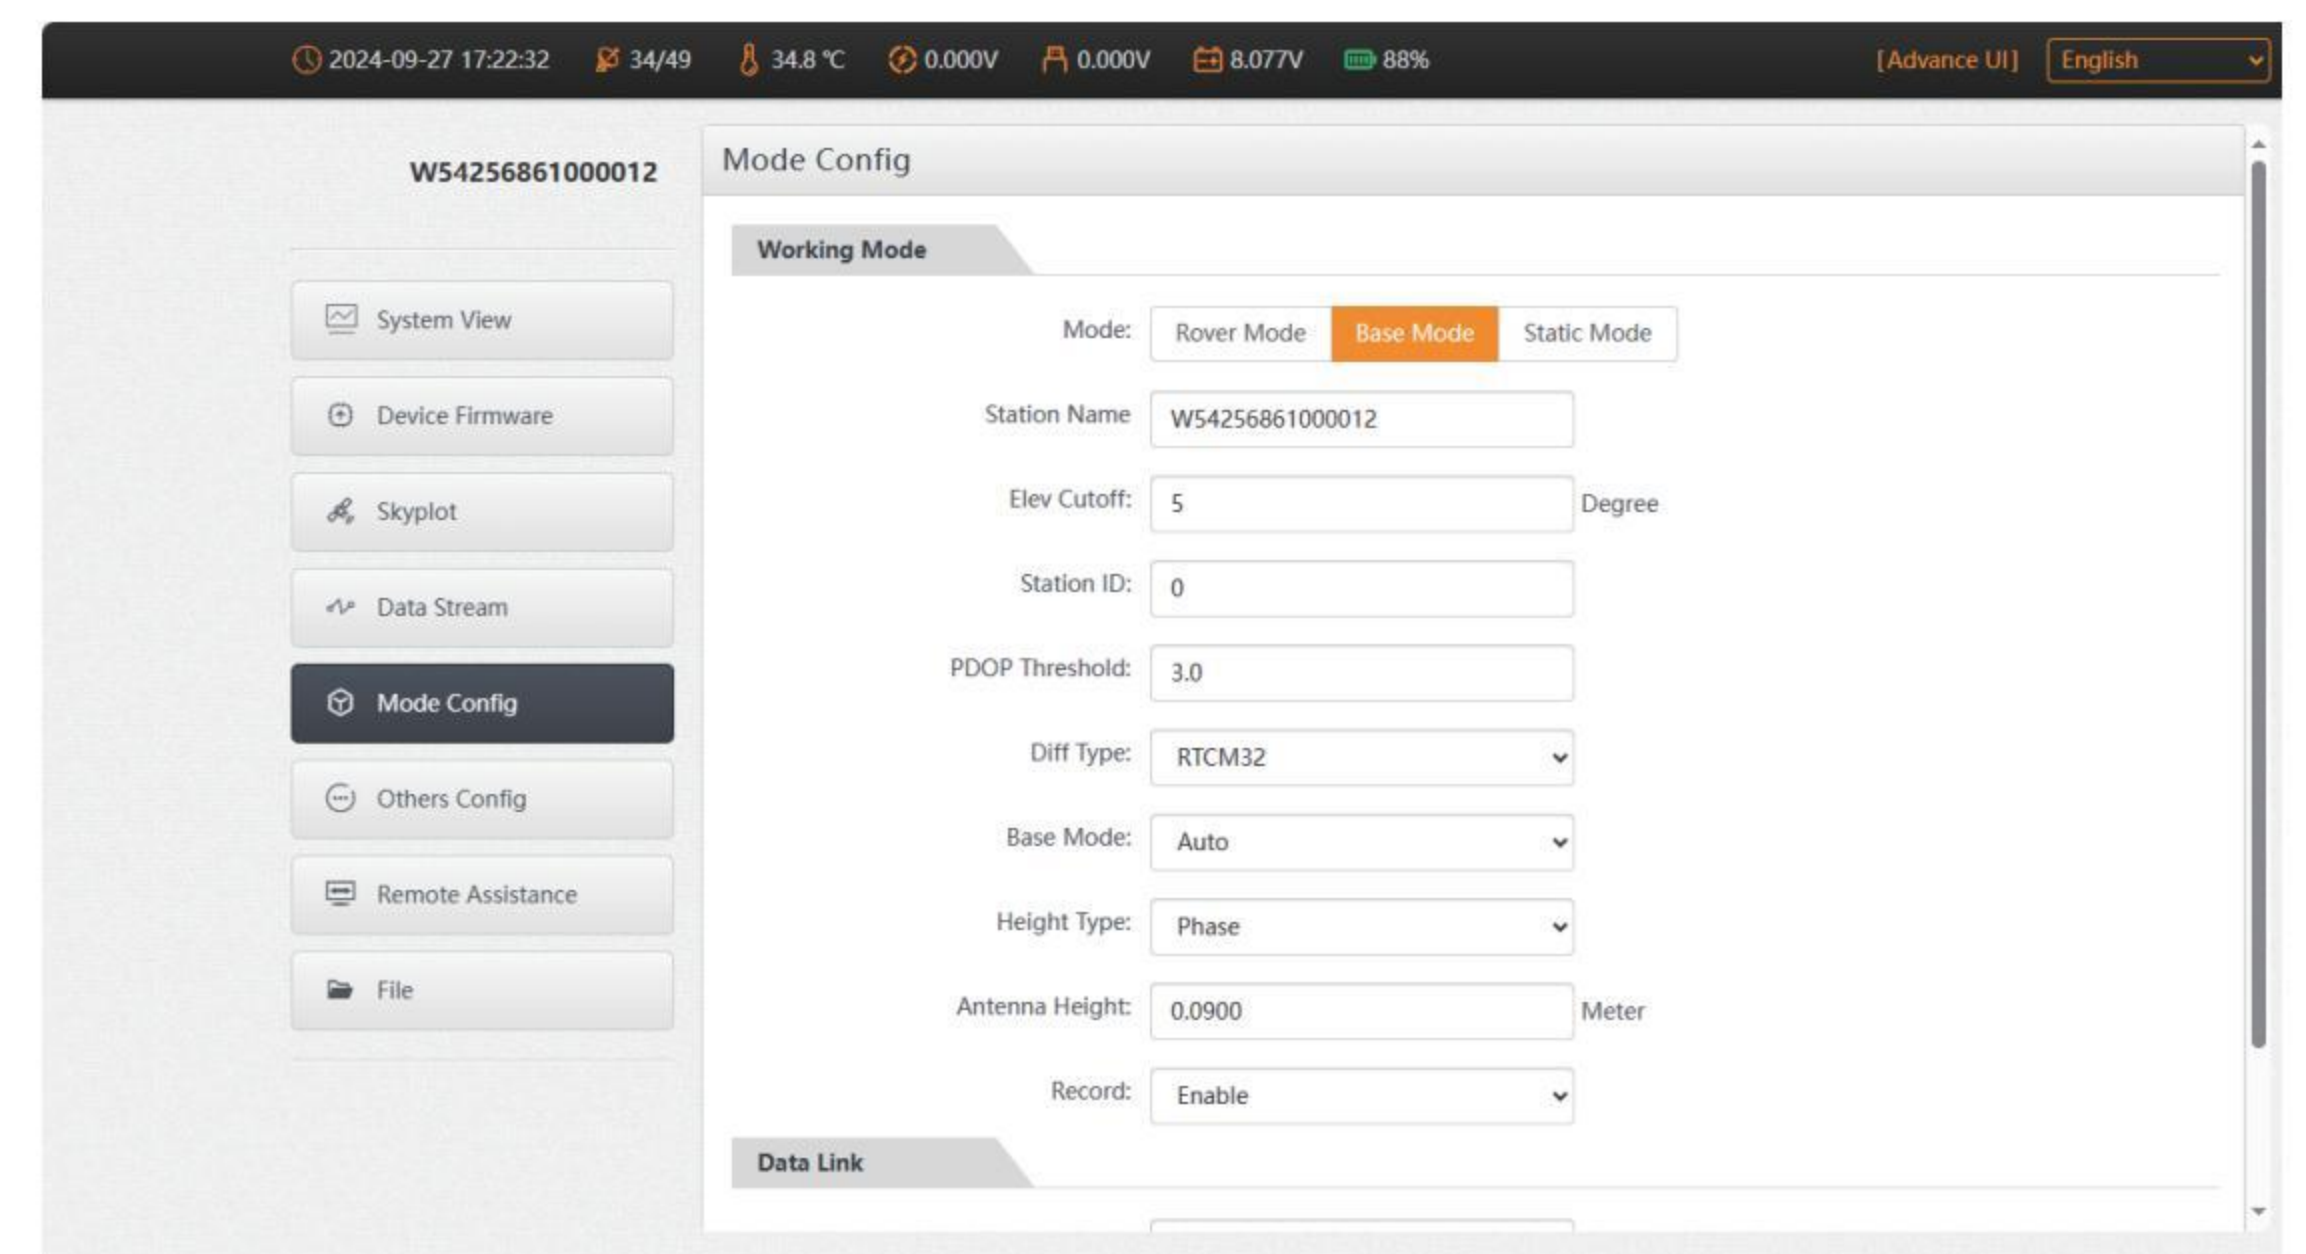 2024-09-27 17:22:32 34/49 34.8 ℃ 0.000V 0.000V 8.077V 88% [Advance UI] English
W54256861000012
System View
Device Firmware
Skyplot
Data Stream
Mode Config
Others Config
Remote Assistance
File
Mode Config
Working Mode
Mode: Rover Mode Base Mode Static Mode
Station Name W54256861000012
Elev Cutoff: 5 Degree
Station ID: 0
PDOP Threshold: 3.0
Diff Type: RTCM32
Base Mode: Auto
Height Type: Phase
Antenna Height: 0.0900 Meter
Record: Enable
Data Link